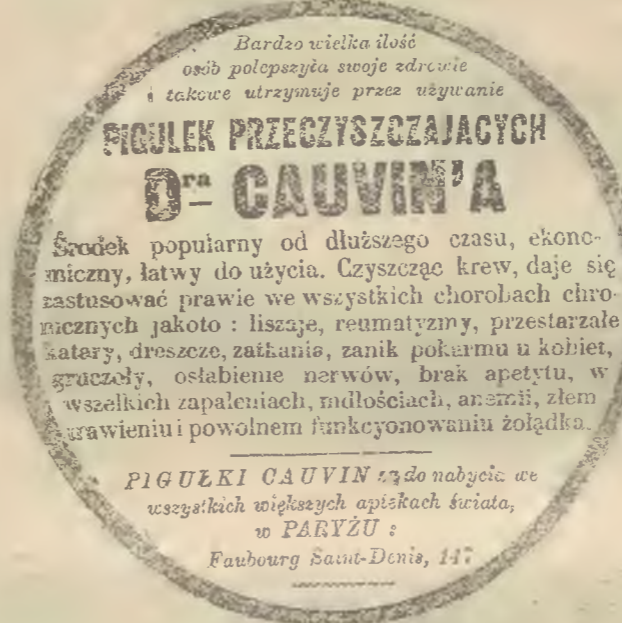 Bardzo wielka ilość
osób polepszyła swoje zdrowie
i takowe utrzymuje przez używanie
PIGULEK PRZECZYSZCZAJACYCH
Dra CAUVIN'A
Środek popularny od dłuższego czasu, ekono-
miczny, łatwy do użycia. Czyszcząc krew, daje się
zastusować prawie we wszystkich chorobach chro-
nicznych jakoto : liszaje, reumatyzmy, przestarzałe
katary, dreszcze, zatkania, zanik pokarmu u kobiet,
gruczoły, osłabienie nerwów, brak apetytu, w
wszelkich zapaleniach, mdłościach, anemii, złem
trawieniu i powolnem funkcyonowaniu żołądka.
PIGUŁKI CAUVIN są do nabycia we
wszystkich większych aptekach świata,
w PARYŻU :
Faubourg Saint-Denis, 147